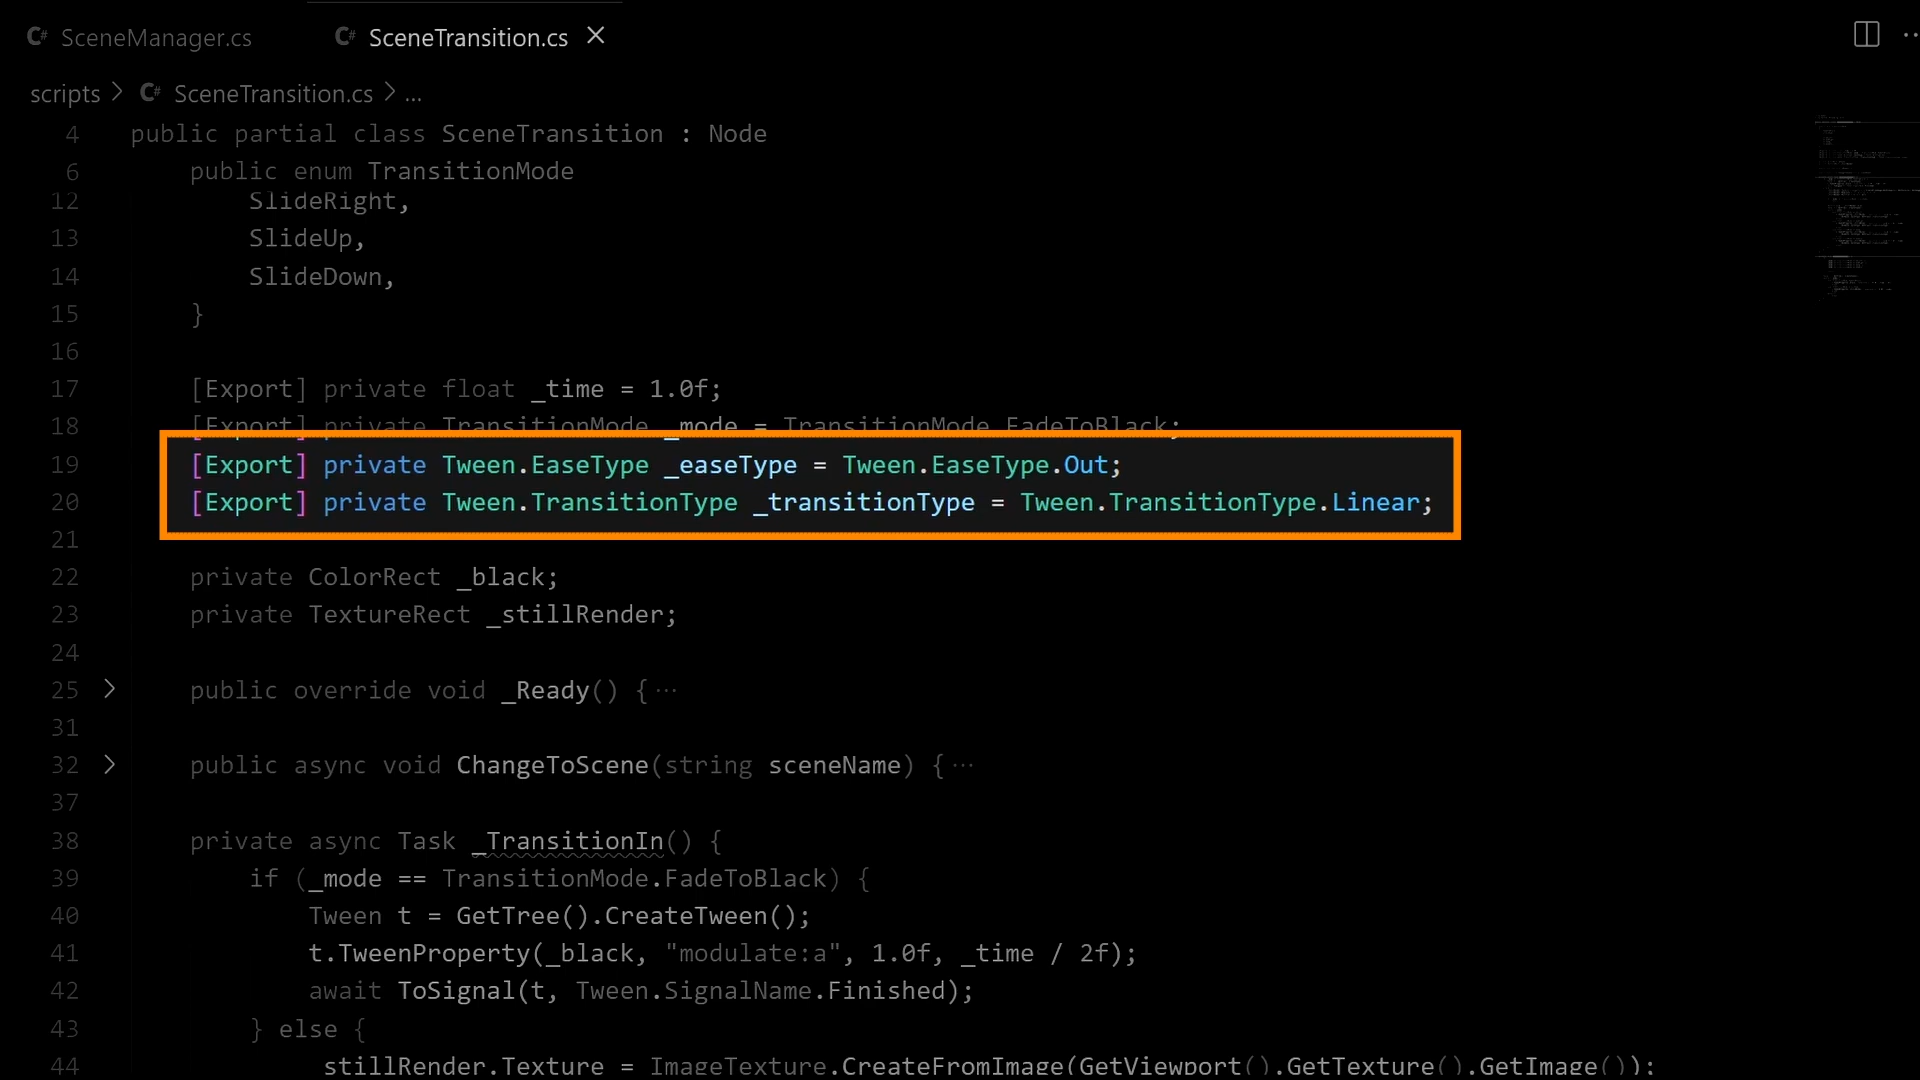 C# SceneManager.cs
C# SceneTransition.cs
scripts > C# SceneTransition.cs > ...
4 public partial class SceneTransition : Node
6 public enum TransitionMode
12 SlideRight,
13 SlideUp,
14 SlideDown,
15 }
16
17 [Export] private float _time = 1.0f;
18 [Export] private TransitionMode _mode = TransitionMode.FadeToBlack;
19 [Export] private Tween.EaseType _easeType = Tween.EaseType.Out;
20 [Export] private Tween.TransitionType _transitionType = Tween.TransitionType.Linear;
21
22 private ColorRect _black;
23 private TextureRect _stillRender;
24
25 public override void _Ready() {···
31
32 public async void ChangeToScene(string sceneName) {···
37
38 private async Task _TransitionIn() {
39 if (_mode == TransitionMode.FadeToBlack) {
40 Tween t = GetTree().CreateTween();
41 t.TweenProperty(_black, "modulate:a", 1.0f, _time / 2f);
42 await ToSignal(t, Tween.SignalName.Finished);
43 } else {
44 _stillRender.Texture = ImageTexture.CreateFromImage(GetViewport().GetTexture().GetImage());